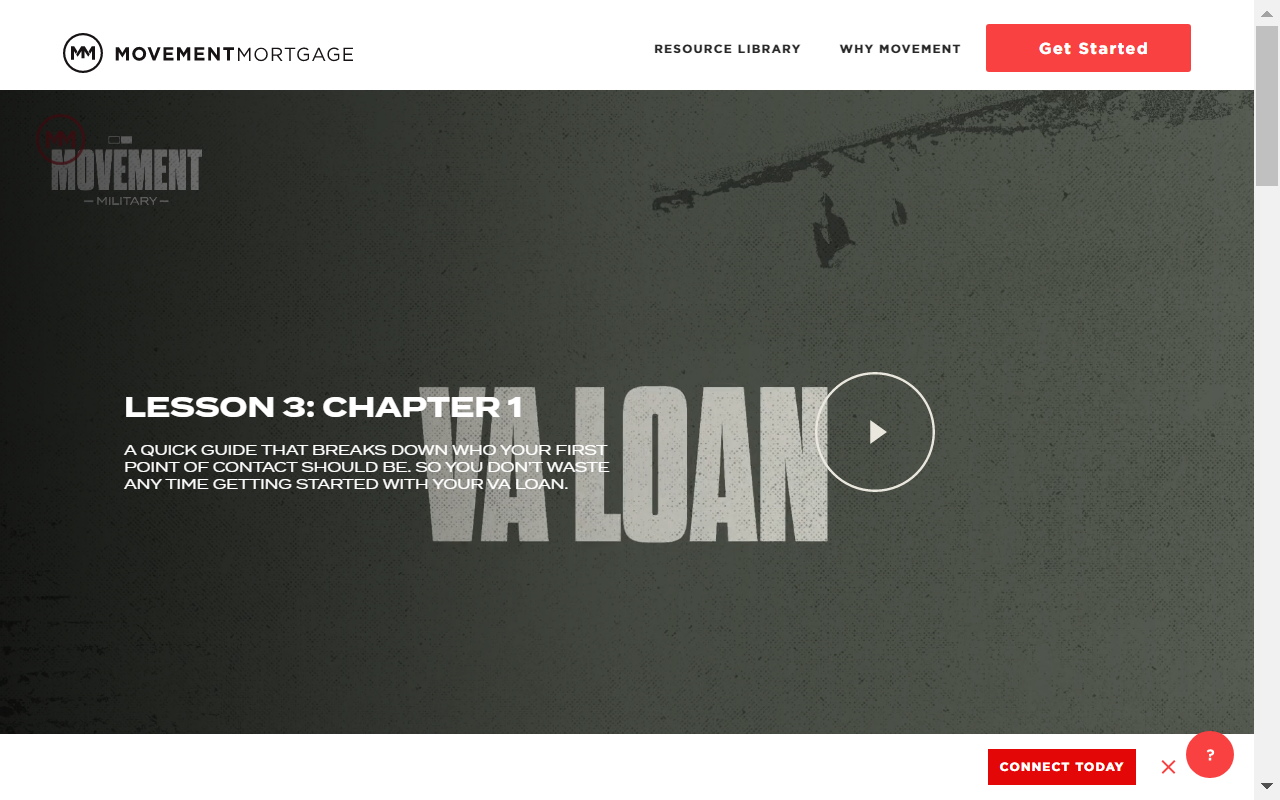 MM MOVEMENTMORTGAGE
RESOURCE LIBRARY
WHY MOVEMENT
Get Started
MM
MOVEMENT
MILITARY
VA LOAN
LESSON 3: CHAPTER 1
A QUICK GUIDE THAT BREAKS DOWN WHO YOUR FIRST
POINT OF CONTACT SHOULD BE. SO YOU DON'T WASTE
ANY TIME GETTING STARTED WITH YOUR VA LOAN.
CONNECT TODAY
?